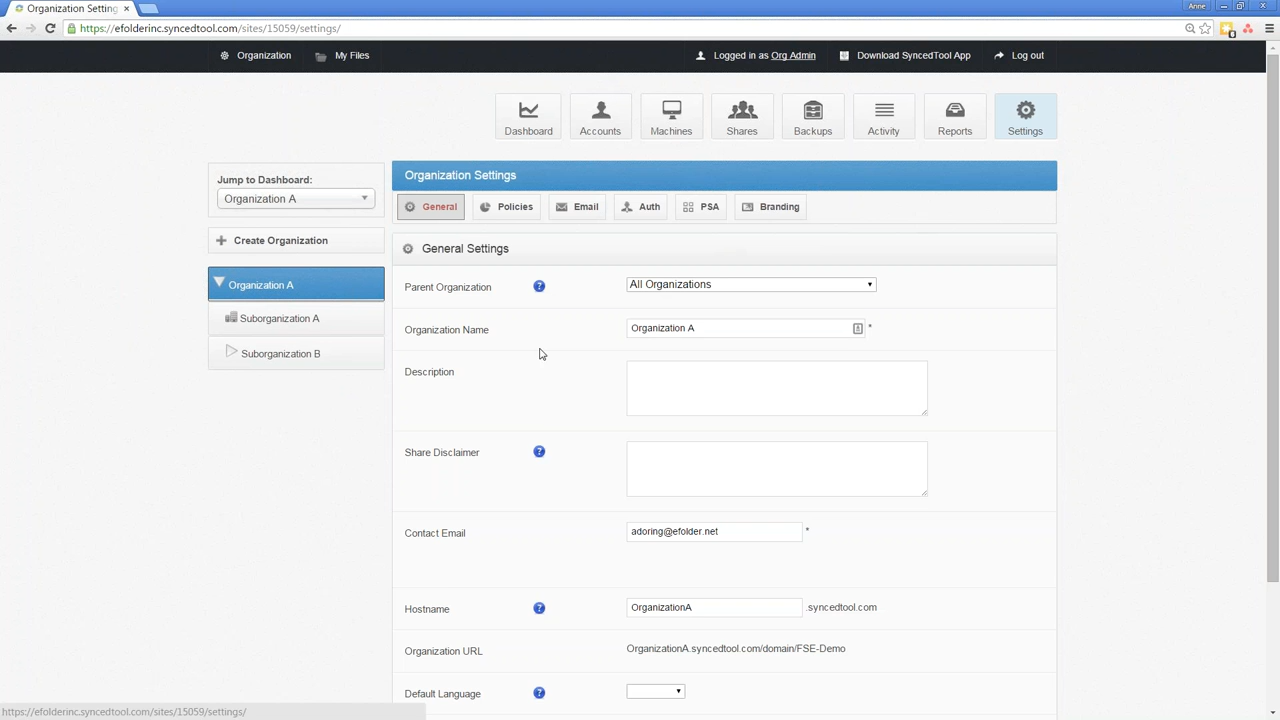 Organization Setting
Anne
https://efolderinc.syncedtool.com/sites/15059/settings/
Organization
My Files
Logged in as Org Admin
Download SyncedTool App
Log out
Dashboard
Accounts
Machines
Shares
Backups
Activity
Reports
Settings
Jump to Dashboard:
Organization A
Create Organization
Organization A
Suborganization A
Suborganization B
Organization Settings
General
Policies
Email
Auth
PSA
Branding
General Settings
Parent Organization
All Organizations
Organization Name
Organization A
*
Description
Share Disclaimer
Contact Email
adoring@efolder.net
*
Hostname
OrganizationA
.syncedtool.com
Organization URL
OrganizationA.syncedtool.com/domain/FSE-Demo
Default Language
https://efolderinc.syncedtool.com/sites/15059/settings/